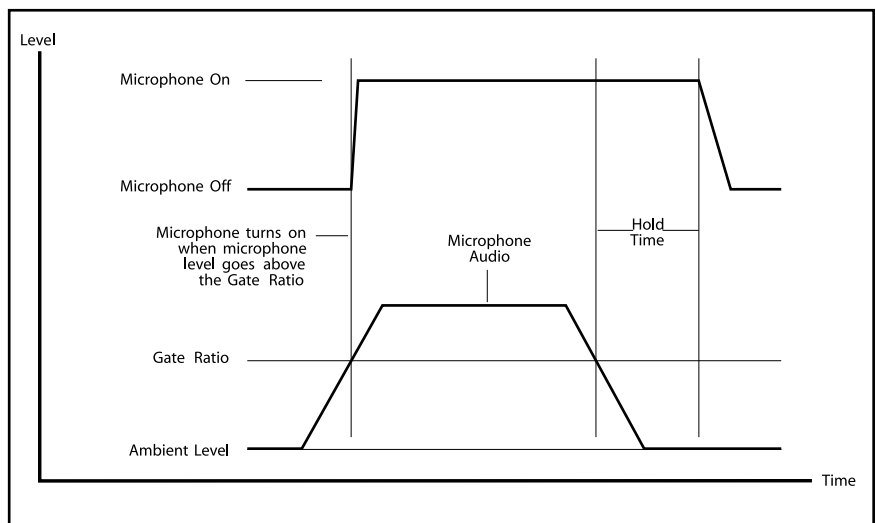 Level
Microphone On
Microphone Off
Microphone turns on
when microphone
level goes above
the Gate Ratio
Microphone
Audio
Hold
Time
Gate Ratio
Ambient Level
Time